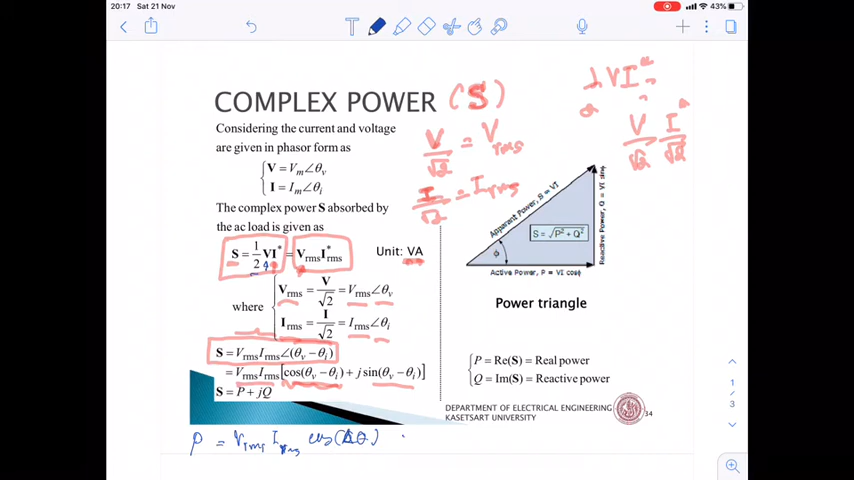 20:17 Sat 21 Nov
43%
COMPLEX POWER (S)
Considering the current and voltage
are given in phasor form as
V = Vm∠θv
I = Im∠θi
The complex power S absorbed by
the ac load is given as
S = 1/2 VI* = Vrms I*rms Unit: VA
where Vrms = V/√2 = Vrms∠θv
Irms = I/√2 = Irms∠θi
S = Vrms Irms∠(θv − θi)
= Vrms Irms[cos(θv − θi) + j sin(θv − θi)]
S = P + jQ
P = Vrms Irms cos(Δθ)
V/√2 = Vrms
I/√2 = Irms
1/2 VI*
V/√2 I*/√2
Apparent Power, S = VI
Reactive Power, Q = VI sinϕ
S = √P² + Q²
ϕ
Active Power, P = VI cosϕ
Power triangle
P = Re(S) = Real power
Q = Im(S) = Reactive power
DEPARTMENT OF ELECTRICAL ENGINEERING
KASETSART UNIVERSITY
34
1
3